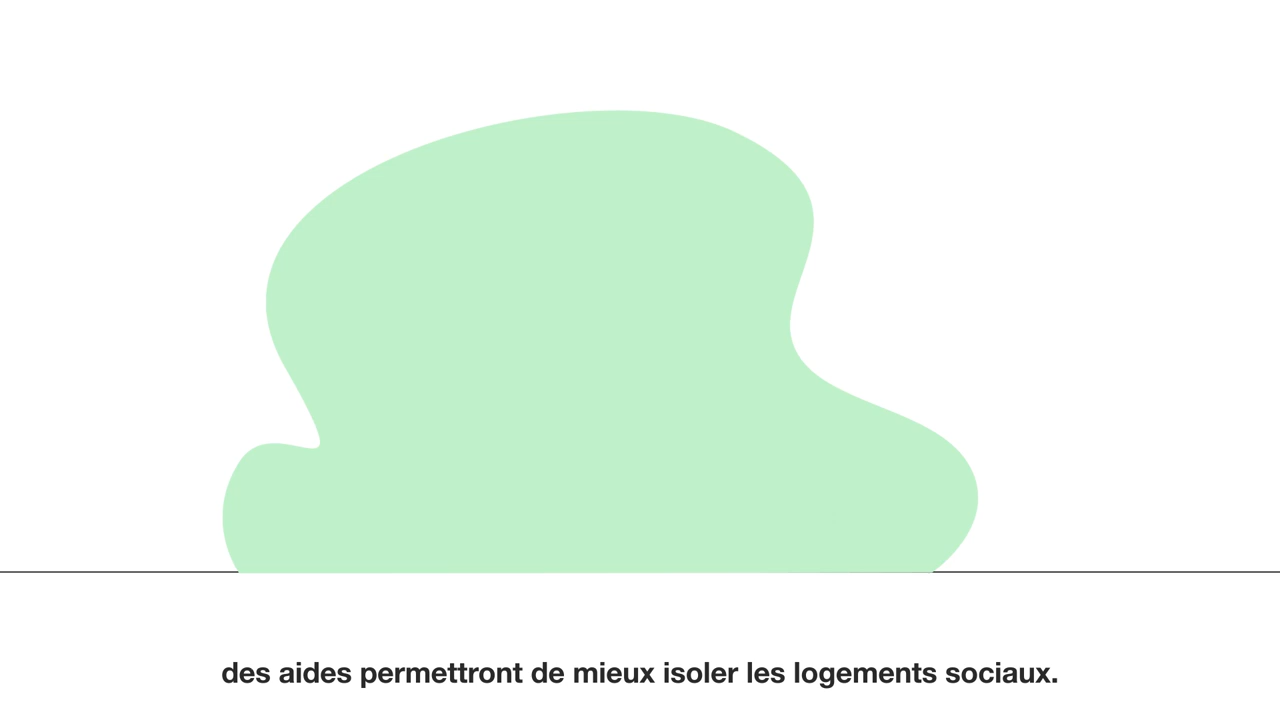 des aides permettront de mieux isoler les logements sociaux.